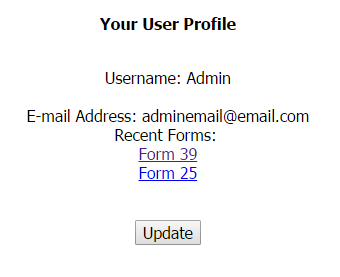 Your User Profile
Username: Admin
E-mail Address: adminemail@email.com
Recent Forms:
Form 39
Form 25
Update